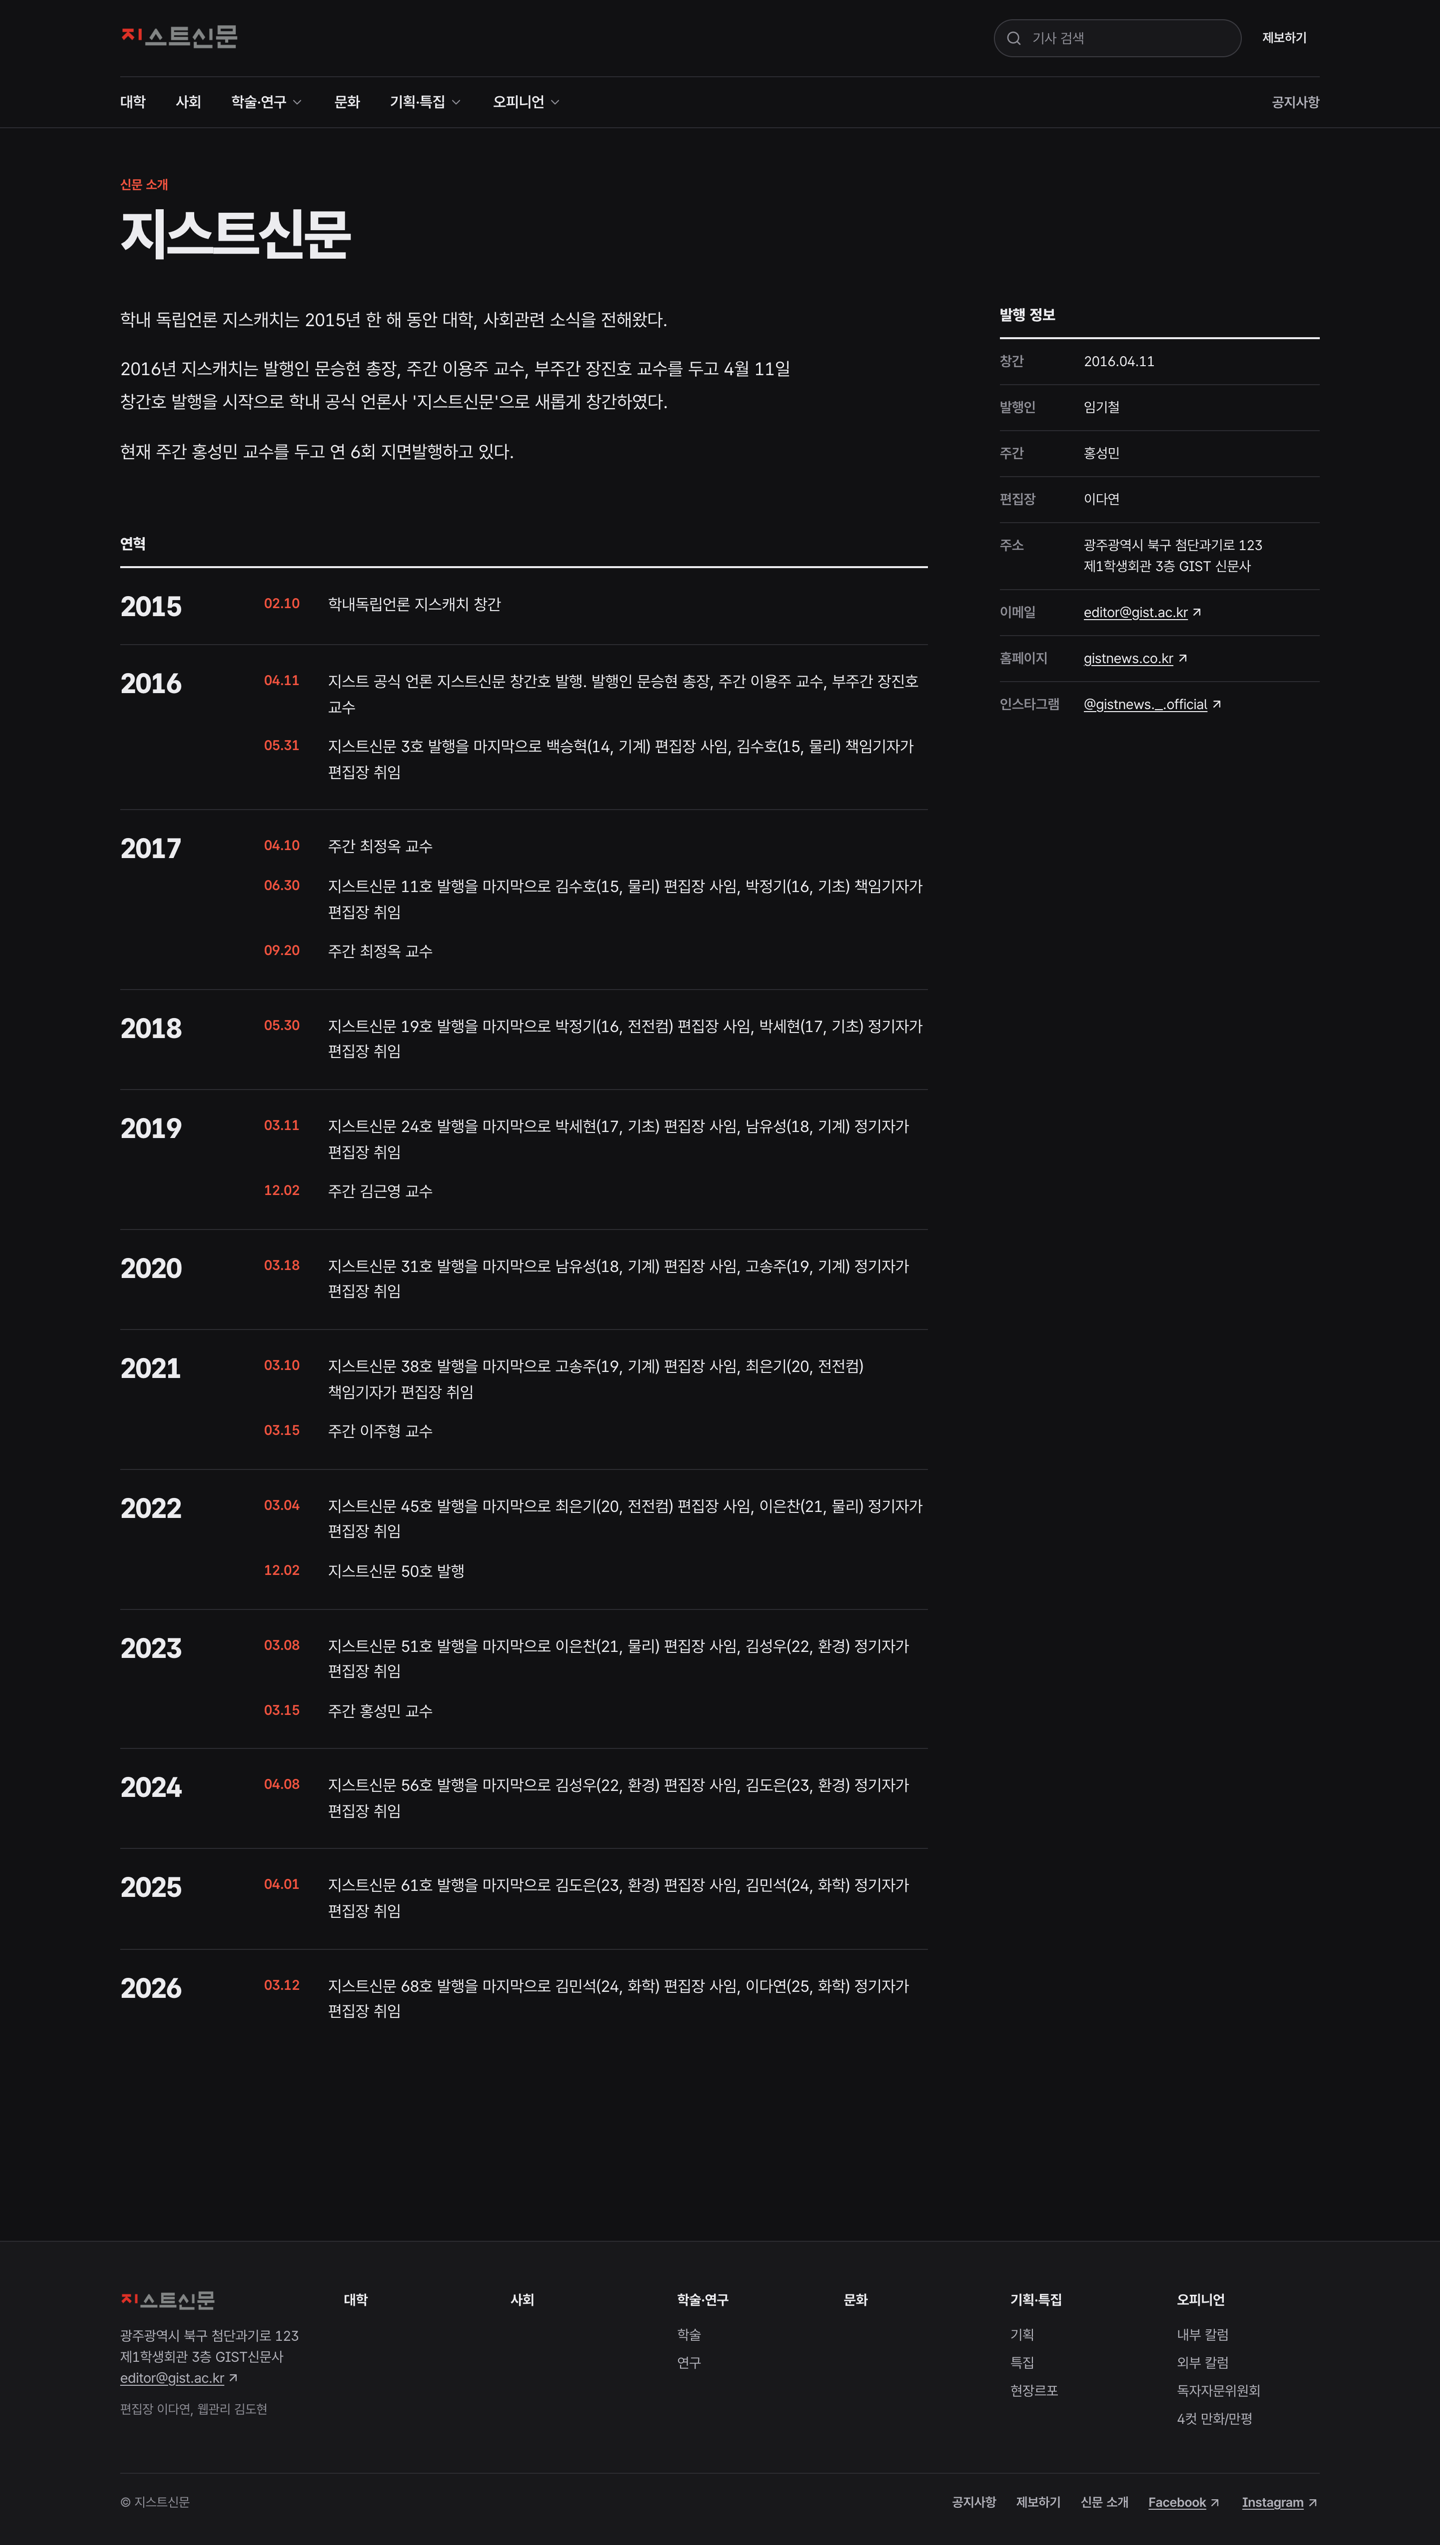 지스트신문
기사 검색
제보하기
대학 사회 학술·연구 문화 기획·특집 오피니언 공지사항
신문 소개
지스트신문
학내 독립언론 지스캐치는 2015년 한 해 동안 대학, 사회관련 소식을 전해왔다.
2016년 지스캐치는 발행인 문승현 총장, 주간 이용주 교수, 부주간 장진호 교수를 두고 4월 11일
창간호 발행을 시작으로 학내 공식 언론사 '지스트신문'으로 새롭게 창간하였다.
현재 주간 홍성민 교수를 두고 연 6회 지면발행하고 있다.
연혁
2015 02.10 학내독립언론 지스캐치 창간
2016 04.11 지스트 공식 언론 지스트신문 창간호 발행. 발행인 문승현 총장, 주간 이용주 교수, 부주간 장진호
교수
05.31 지스트신문 3호 발행을 마지막으로 백승혁(14, 기계) 편집장 사임, 김수호(15, 물리) 책임기자가
편집장 취임
2017 04.10 주간 최정옥 교수
06.30 지스트신문 11호 발행을 마지막으로 김수호(15, 물리) 편집장 사임, 박정기(16, 기초) 책임기자가
편집장 취임
09.20 주간 최정옥 교수
2018 05.30 지스트신문 19호 발행을 마지막으로 박정기(16, 전전컴) 편집장 사임, 박세현(17, 기초) 정기자가
편집장 취임
2019 03.11 지스트신문 24호 발행을 마지막으로 박세현(17, 기초) 편집장 사임, 남유성(18, 기계) 정기자가
편집장 취임
12.02 주간 김근영 교수
2020 03.18 지스트신문 31호 발행을 마지막으로 남유성(18, 기계) 편집장 사임, 고송주(19, 기계) 정기자가
편집장 취임
2021 03.10 지스트신문 38호 발행을 마지막으로 고송주(19, 기계) 편집장 사임, 최은기(20, 전전컴)
책임기자가 편집장 취임
03.15 주간 이주형 교수
2022 03.04 지스트신문 45호 발행을 마지막으로 최은기(20, 전전컴) 편집장 사임, 이은찬(21, 물리) 정기자가
편집장 취임
12.02 지스트신문 50호 발행
2023 03.08 지스트신문 51호 발행을 마지막으로 이은찬(21, 물리) 편집장 사임, 김성우(22, 환경) 정기자가
편집장 취임
03.15 주간 홍성민 교수
2024 04.08 지스트신문 56호 발행을 마지막으로 김성우(22, 환경) 편집장 사임, 김도은(23, 환경) 정기자가
편집장 취임
2025 04.01 지스트신문 61호 발행을 마지막으로 김도은(23, 환경) 편집장 사임, 김민석(24, 화학) 정기자가
편집장 취임
2026 03.12 지스트신문 68호 발행을 마지막으로 김민석(24, 화학) 편집장 사임, 이다연(25, 화학) 정기자가
편집장 취임
발행 정보
창간 2016.04.11
발행인 임기철
주간 홍성민
편집장 이다연
주소 광주광역시 북구 첨단과기로 123
제1학생회관 3층 GIST 신문사
이메일 editor@gist.ac.kr
홈페이지 gistnews.co.kr
인스타그램 @gistnews._.official
지스트신문
광주광역시 북구 첨단과기로 123
제1학생회관 3층 GIST신문사
editor@gist.ac.kr
편집장 이다연, 웹관리 김도현
대학
사회
학술·연구
학술
연구
문화
기획·특집
기획
특집
현장르포
오피니언
내부 칼럼
외부 칼럼
독자자문위원회
4컷 만화/만평
© 지스트신문
공지사항 제보하기 신문 소개 Facebook Instagram